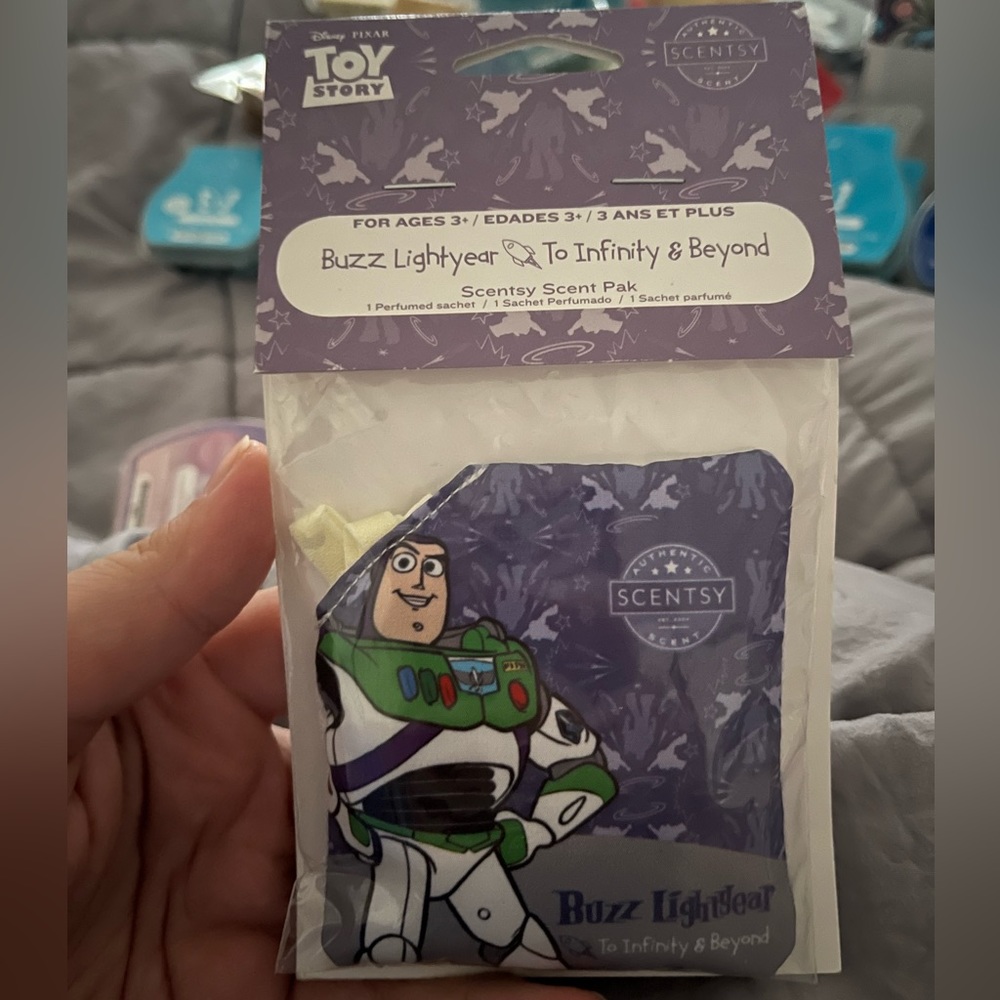 Disney PIXAR
TOY
STORY
AUTHENTIC
SCENTSY
SCENT
FOR AGES 3+ / EDADES 3+ / 3 ANS ET PLUS
Buzz Lightyear To Infinity & Beyond
Scentsy Scent Pak
1 Perfumed sachet / 1 Sachet Perfumado / 1 Sachet parfumé
AUTHENTIC
SCENTSY
EST. 2004
SCENT
Buzz Lightyear
To Infinity & Beyond